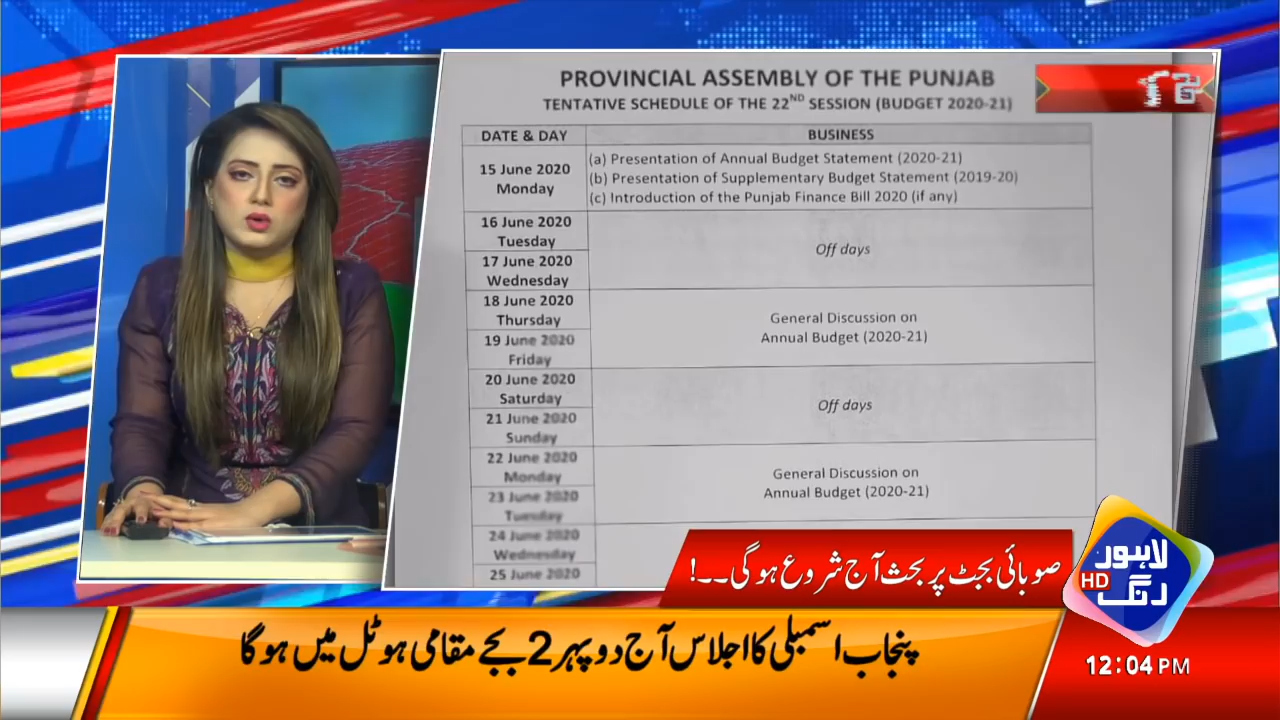 PROVINCIAL ASSEMBLY OF THE PUNJAB
TENTATIVE SCHEDULE OF THE 22ND SESSION (BUDGET 2020-21)
DATE & DAY BUSINESS
15 June 2020
Monday
(a) Presentation of Annual Budget Statement (2020-21)
(b) Presentation of Supplementary Budget Statement (2019-20)
(c) Introduction of the Punjab Finance Bill 2020 (if any)
16 June 2020
Tuesday
17 June 2020
Wednesday
Off days
18 June 2020
Thursday
19 June 2020
Friday
General Discussion on
Annual Budget (2020-21)
20 June 2020
Saturday
21 June 2020
Sunday
Off days
22 June 2020
Monday
23 June 2020
Tuesday
General Discussion on
Annual Budget (2020-21)
24 June 2020
Wednesday
25 June 2020
صوبائی بجٹ پر بحث آج شروع ہوگی۔۔!
لاہور
رنگ
HD
پنجاب اسمبلی کا اجلاس آج دوپہر 2 بجے مقامی ہوٹل میں ہوگا
12:04 PM